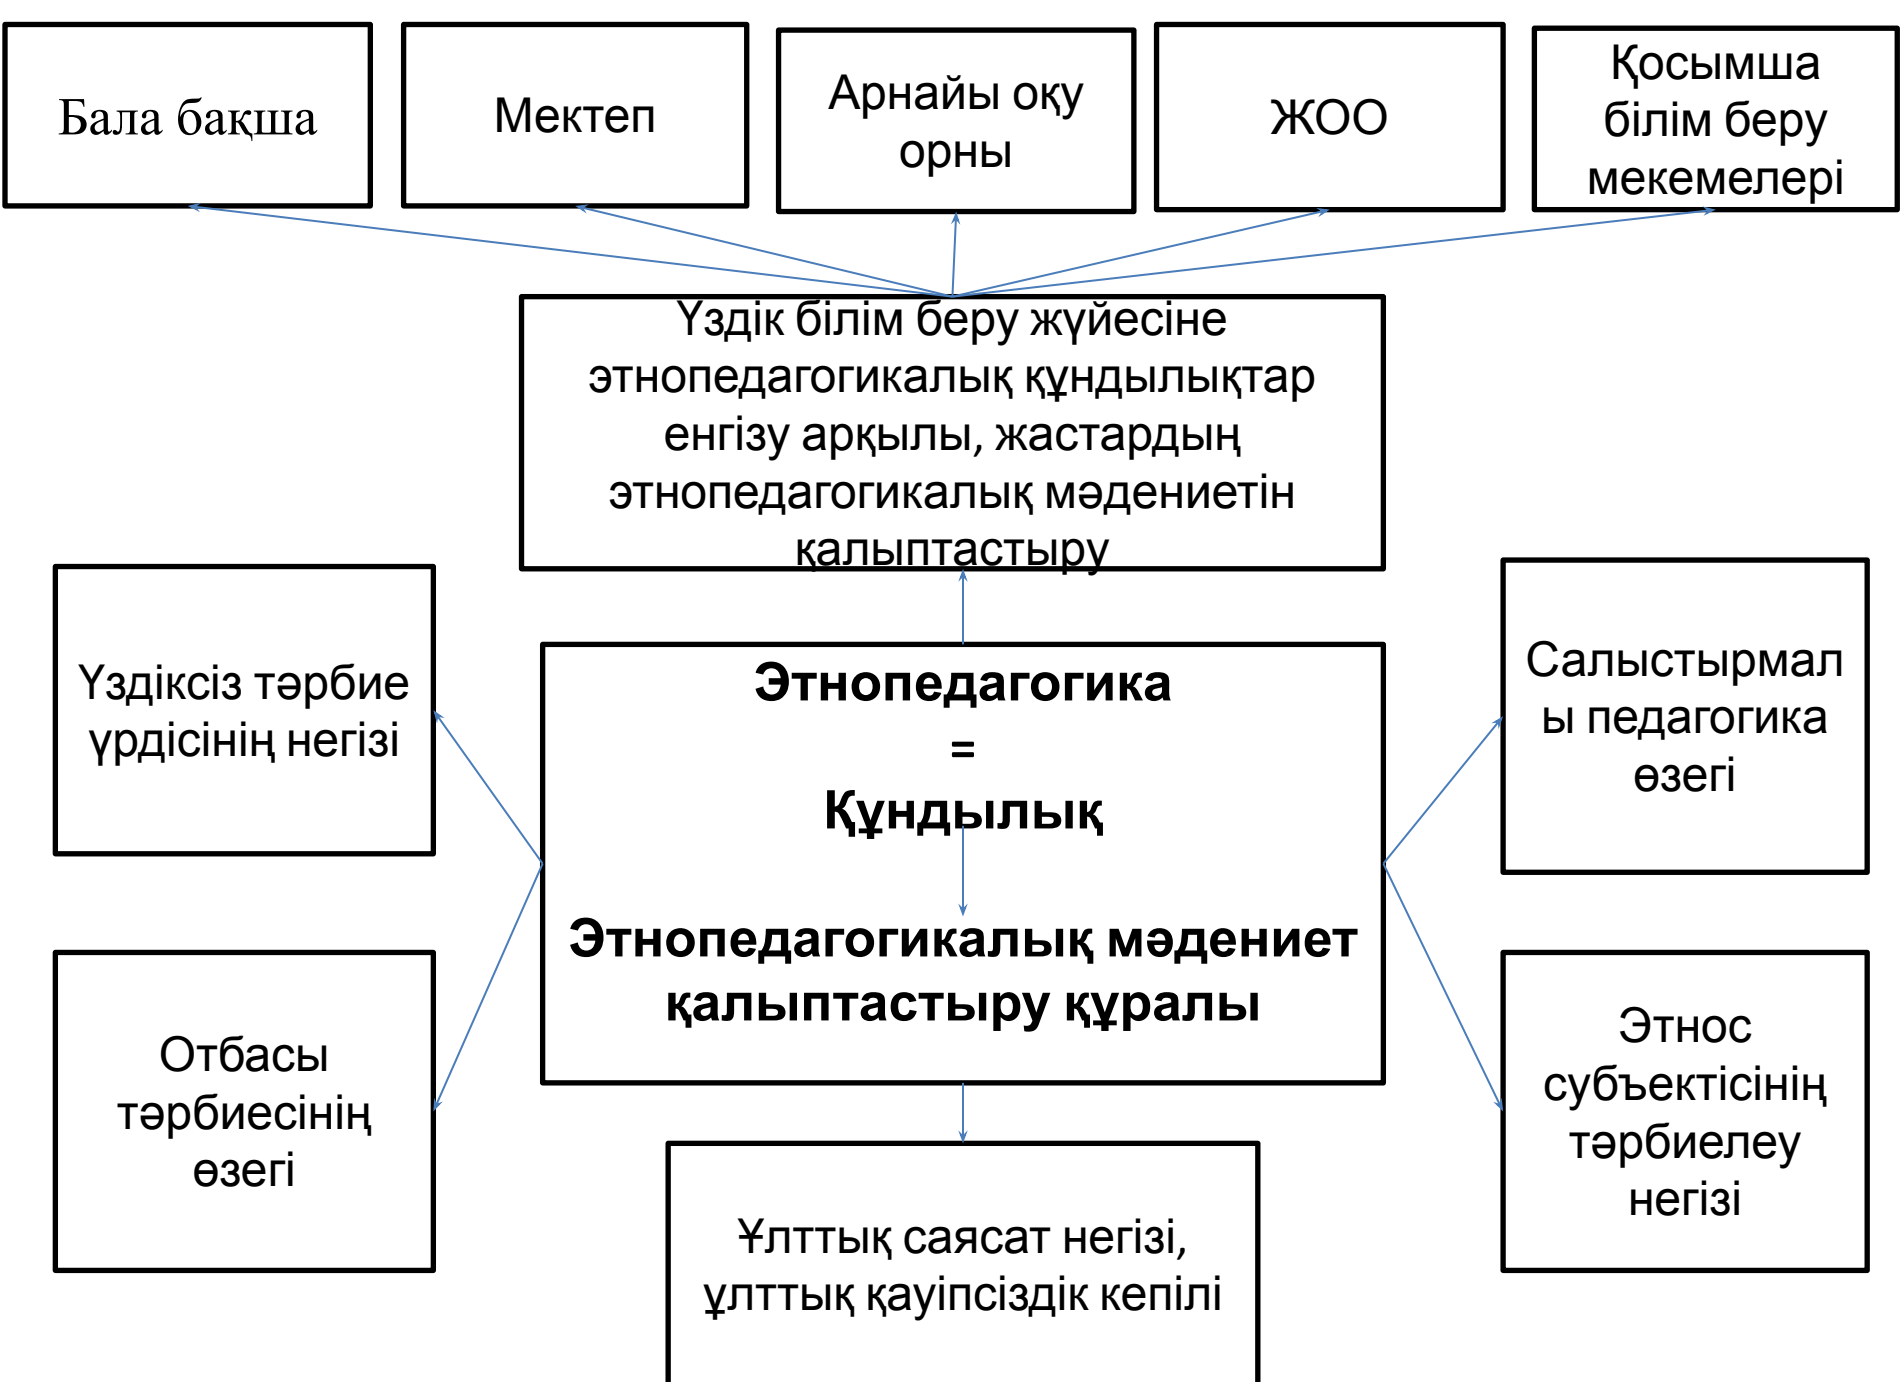 Бала бақша
Мектеп
Арнайы оқу
орны
ЖОО
Қосымша
білім беру
мекемелері
Үздік білім беру жүйесіне
этнопедагогикалық құндылықтар
енгізу арқылы, жастардың
этнопедагогикалық мәдениетін
қалыптастыру
Үздіксіз тәрбие
үрдісінің негізі
Этнопедагогика
=
Құндылық
Этнопедагогикалық мәдениет
қалыптастыру құралы
Салыстырмал
ы педагогика
өзегі
Отбасы
тәрбиесінің
өзегі
Этнос
субъектісінің
тәрбиелеу
негізі
Ұлттық саясат негізі,
ұлттық қауіпсіздік кепілі